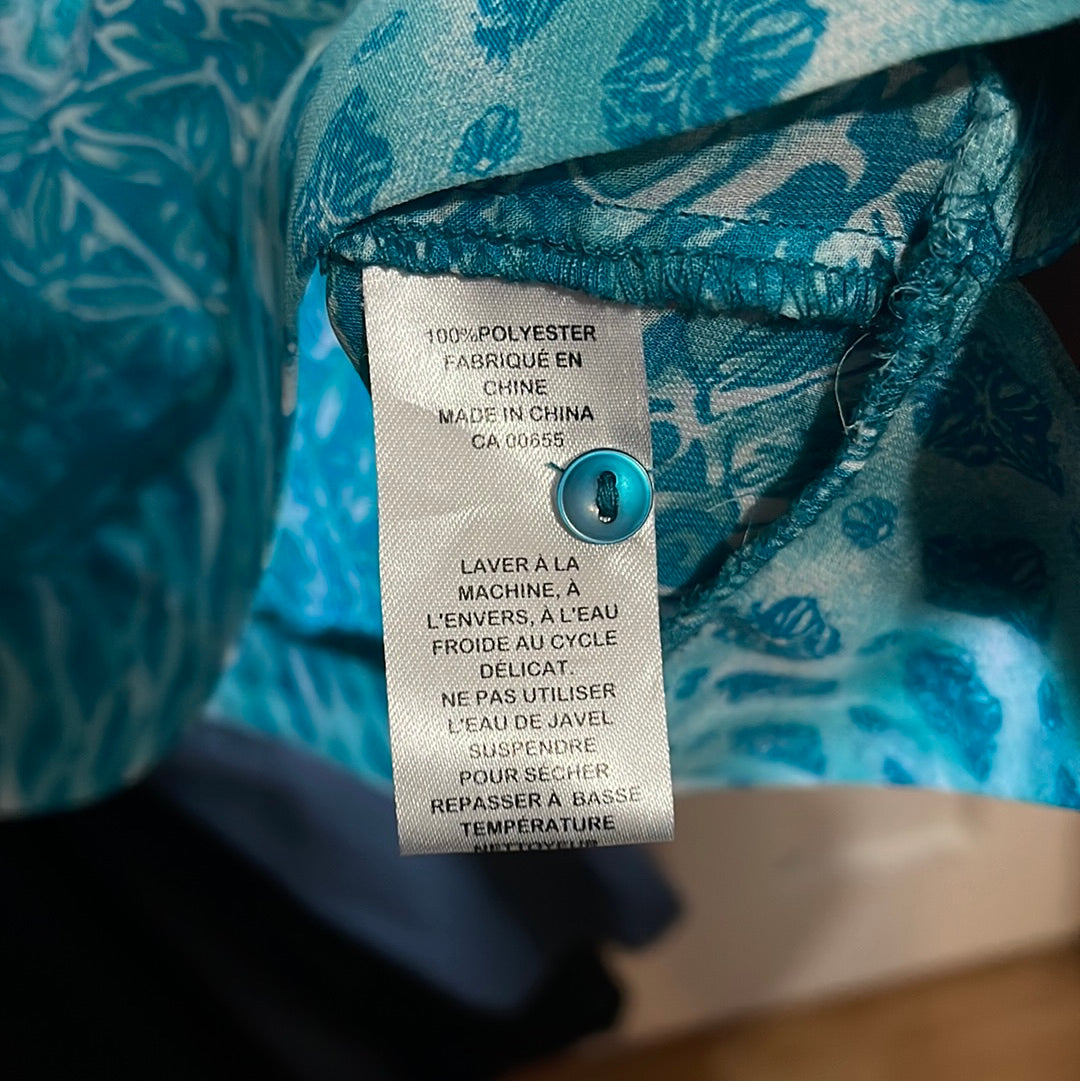 100%POLYESTER
FABRIQUÉ EN
CHINE
MADE IN CHINA
CA 00655
LAVER À LA
MACHINE, À
L'ENVERS, À L'EAU
FROIDE AU CYCLE
DÉLICAT.
NE PAS UTILISER
L'EAU DE JAVEL
SUSPENDRE
POUR SÉCHER
REPASSER À BASSE
TEMPÉRATURE
NETTOYEUR